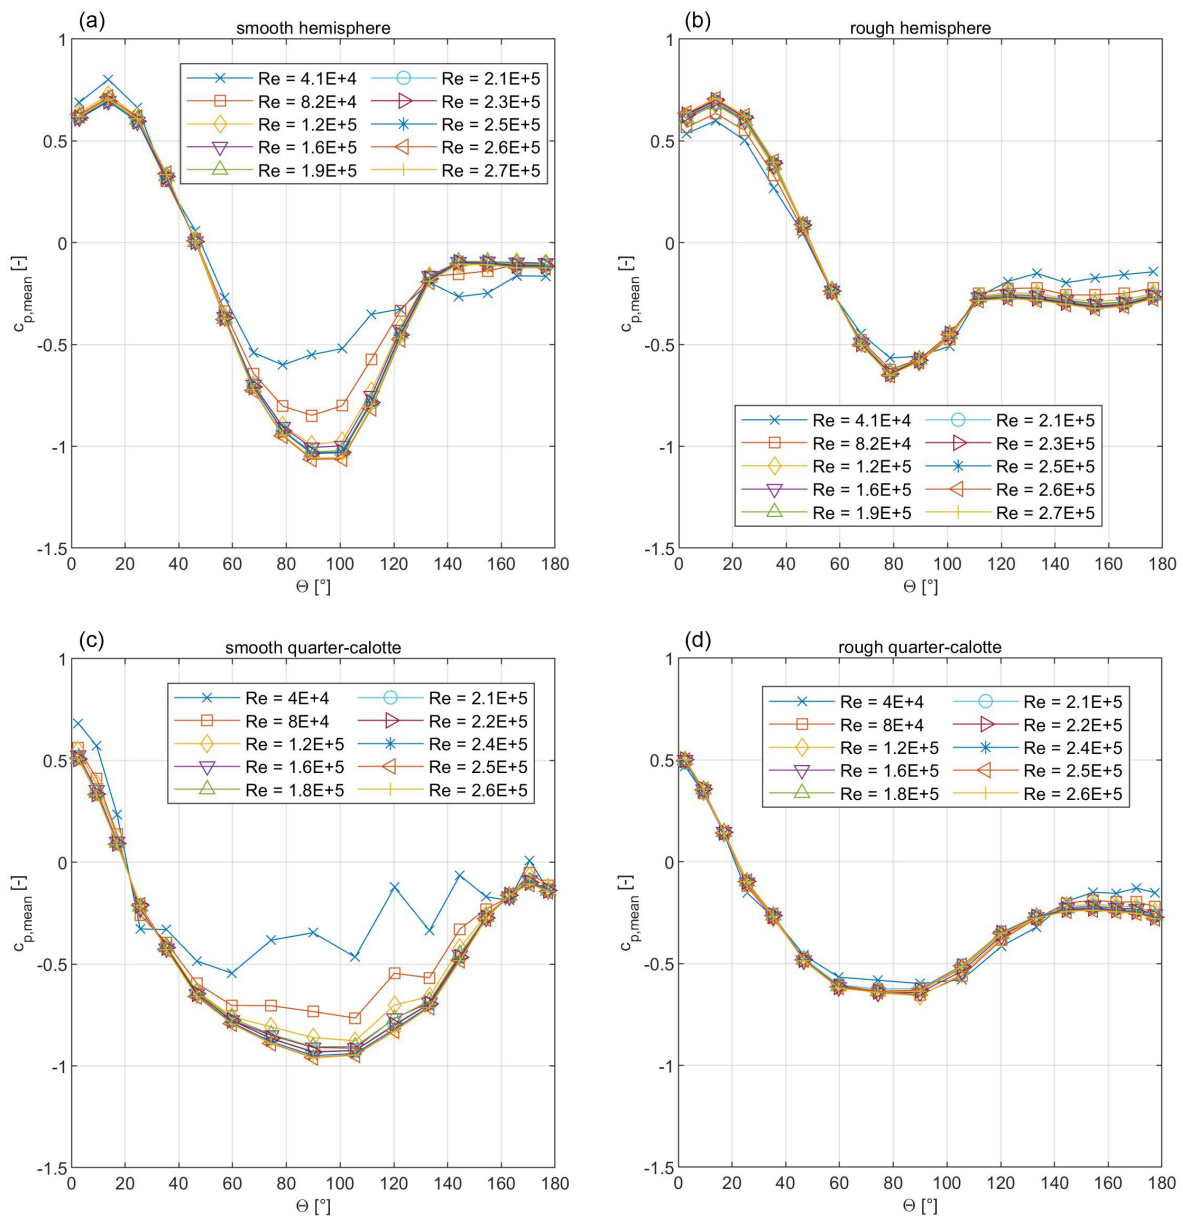 (a)
smooth hemisphere
1
0.5
0
-0.5
-1
-1.5
0 20 40 60 80 100 120 140 160 180
Θ [°]
c_p,mean [-]
Re = 4.1E+4 Re = 2.1E+5
Re = 8.2E+4 Re = 2.3E+5
Re = 1.2E+5 Re = 2.5E+5
Re = 1.6E+5 Re = 2.6E+5
Re = 1.9E+5 Re = 2.7E+5
(b)
rough hemisphere
1
0.5
0
-0.5
-1
-1.5
0 20 40 60 80 100 120 140 160 180
Θ [°]
c_p,mean [-]
Re = 4.1E+4 Re = 2.1E+5
Re = 8.2E+4 Re = 2.3E+5
Re = 1.2E+5 Re = 2.5E+5
Re = 1.6E+5 Re = 2.6E+5
Re = 1.9E+5 Re = 2.7E+5
(c)
smooth quarter-calotte
1
0.5
0
-0.5
-1
-1.5
0 20 40 60 80 100 120 140 160 180
Θ [°]
c_p,mean [-]
Re = 4E+4 Re = 2.1E+5
Re = 8E+4 Re = 2.2E+5
Re = 1.2E+5 Re = 2.4E+5
Re = 1.6E+5 Re = 2.5E+5
Re = 1.8E+5 Re = 2.6E+5
(d)
rough quarter-calotte
1
0.5
0
-0.5
-1
-1.5
0 20 40 60 80 100 120 140 160 180
Θ [°]
c_p,mean [-]
Re = 4E+4 Re = 2.1E+5
Re = 8E+4 Re = 2.2E+5
Re = 1.2E+5 Re = 2.4E+5
Re = 1.6E+5 Re = 2.5E+5
Re = 1.8E+5 Re = 2.6E+5